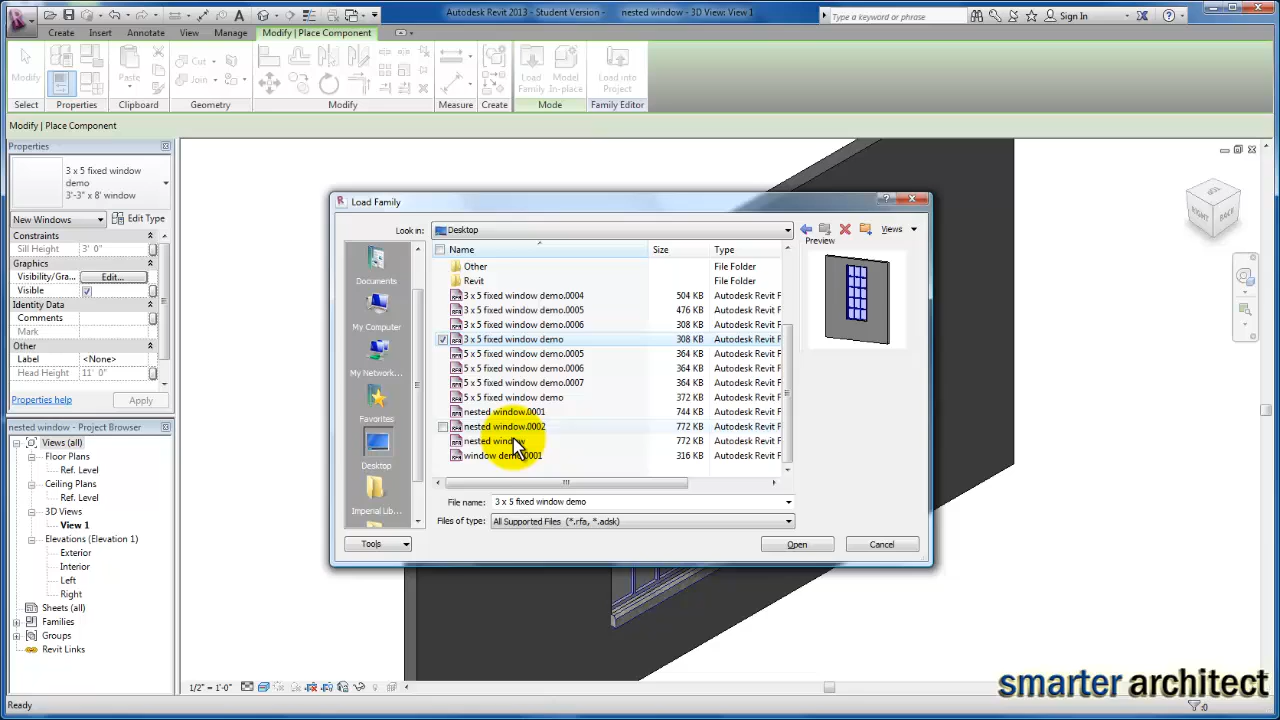 Autodesk Revit 2013 - Student Version - nested window - 3D View: View 1
Type a keyword or phrase
Sign In
Create Insert Annotate View Manage Modify | Place Component
Modify
Paste
Cut
Join
Load Family
Model In-place
Load into Project
Select Properties Clipboard Geometry Modify Measure Create Mode Family Editor
Modify | Place Component
Properties
3 x 5 fixed window demo
3'-3" x 8' window
New Windows
Edit Type
Constraints
Sill Height 3' 0"
Graphics
Visibility/Gra... Edit...
Visible
Identity Data
Comments
Mark
Other
Label <None>
Head Height 11' 0"
Properties help
Apply
nested window - Project Browser
Views (all)
Floor Plans
Ref. Level
Ceiling Plans
Ref. Level
3D Views
View 1
Elevations (Elevation 1)
Exterior
Interior
Left
Right
Sheets (all)
Families
Groups
Revit Links
Load Family
Look in: Desktop
Views
Documents
My Computer
My Network...
Favorites
Desktop
Imperial Lib...
Name Size Type
Other File Folder
Revit File Folder
3 x 5 fixed window demo.0004 504 KB Autodesk Revit F
3 x 5 fixed window demo.0005 476 KB Autodesk Revit F
3 x 5 fixed window demo.0006 308 KB Autodesk Revit F
3 x 5 fixed window demo 308 KB Autodesk Revit F
5 x 5 fixed window demo.0005 364 KB Autodesk Revit F
5 x 5 fixed window demo.0006 364 KB Autodesk Revit F
5 x 5 fixed window demo.0007 364 KB Autodesk Revit F
5 x 5 fixed window demo 372 KB Autodesk Revit F
nested window.0001 744 KB Autodesk Revit F
nested window.0002 772 KB Autodesk Revit F
nested window 772 KB Autodesk Revit F
window demo.0001 316 KB Autodesk Revit F
Preview
File name: 3 x 5 fixed window demo
Files of type: All Supported Files (*.rfa, *.adsk)
Tools
Open
Cancel
RIGHT
BACK
1/2" = 1'-0"
Ready
:0
smarter architect